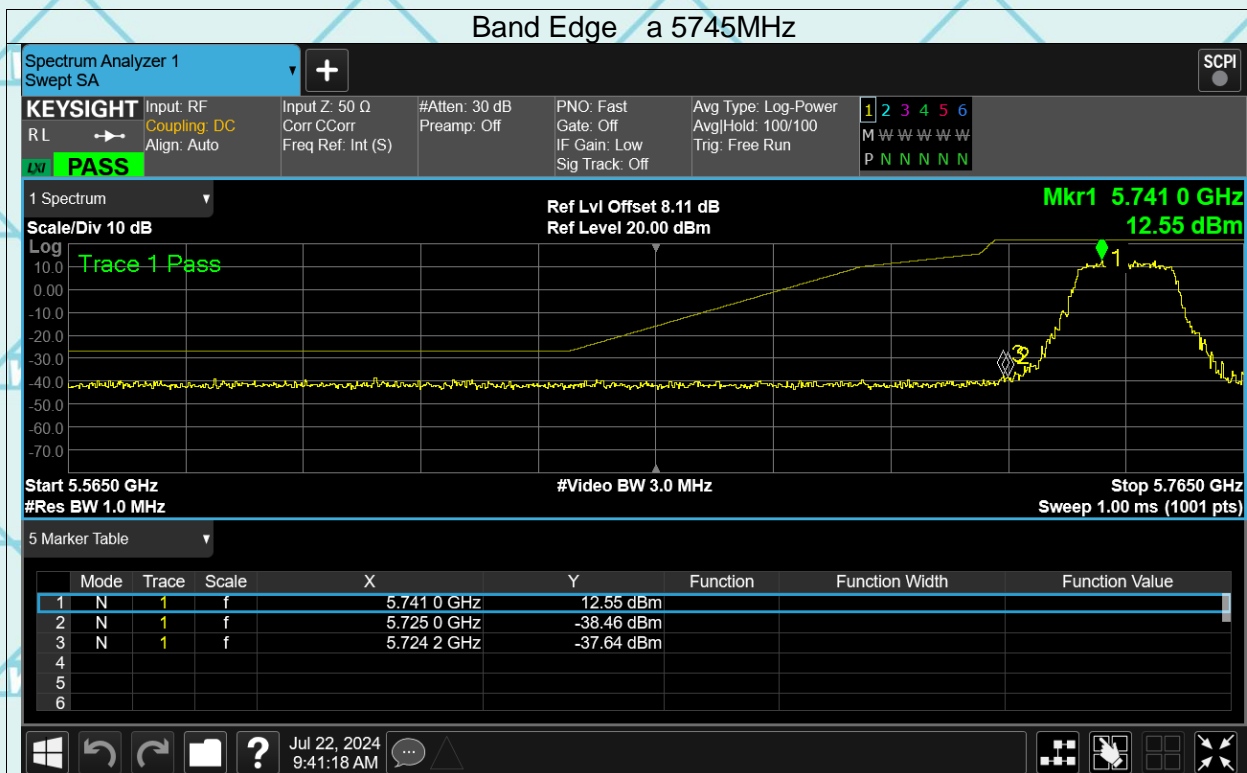 Band Edge a 5745MHz
Spectrum Analyzer 1
Swept SA
+
SCPI
KEYSIGHT
RL
LXI PASS
Input: RF
Coupling: DC
Align: Auto
Input Z: 50 Ω
Corr CCorr
Freq Ref: Int (S)
#Atten: 30 dB
Preamp: Off
PNO: Fast
Gate: Off
IF Gain: Low
Sig Track: Off
Avg Type: Log-Power
Avg|Hold: 100/100
Trig: Free Run
1 2 3 4 5 6
M W W W W W
P N N N N N
1 Spectrum
Scale/Div 10 dB
Ref Lvl Offset 8.11 dB
Ref Level 20.00 dBm
Mkr1 5.741 0 GHz
12.55 dBm
Log
Trace 1 Pass
1
3
2
10.0
0.00
-10.0
-20.0
-30.0
-40.0
-50.0
-60.0
-70.0
Start 5.5650 GHz
#Res BW 1.0 MHz
#Video BW 3.0 MHz
Stop 5.7650 GHz
Sweep 1.00 ms (1001 pts)
5 Marker Table
Mode Trace Scale X Y Function Function Width Function Value
1 N 1 f 5.741 0 GHz 12.55 dBm
2 N 1 f 5.725 0 GHz -38.46 dBm
3 N 1 f 5.724 2 GHz -37.64 dBm
4
5
6
?
Jul 22, 2024
9:41:18 AM